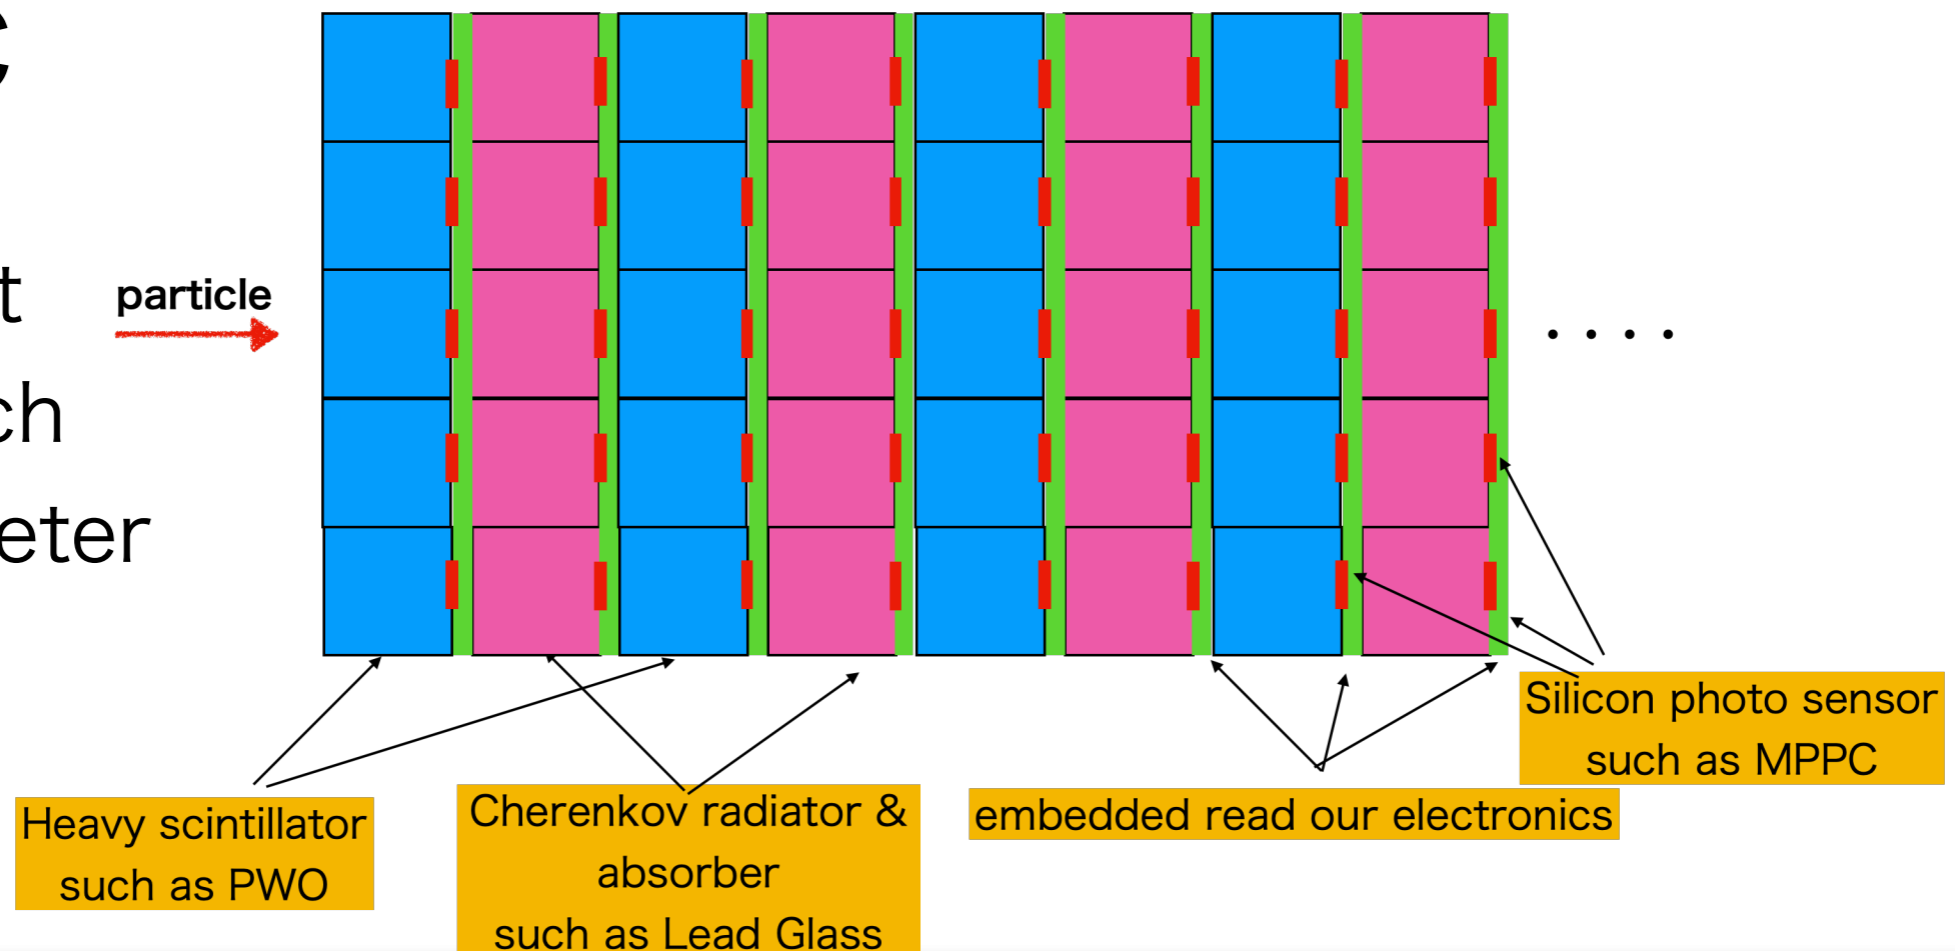 particle
Silicon photo sensor
such as MPPC
Heavy scintillator
such as PWO
Cherenkov radiator &
absorber
such as Lead Glass
embedded read our electronics